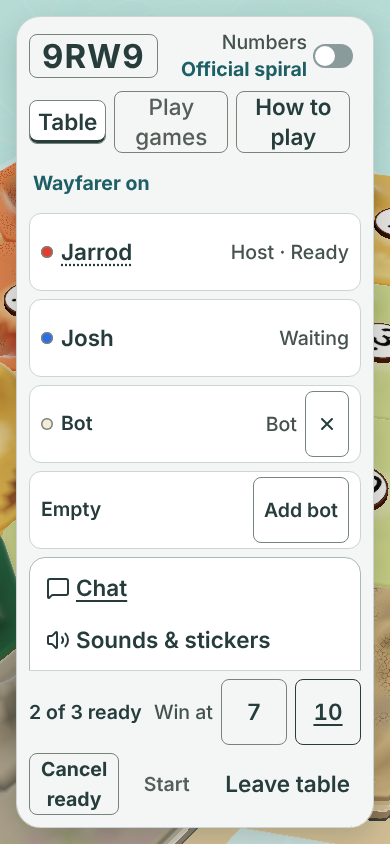 9RW9
Numbers
Official spiral
Table
Play
games
How to
play
Wayfarer on
Jarrod
Host · Ready
Josh
Waiting
Bot
Bot
×
Empty
Add bot
Chat
Sounds & stickers
2 of 3 ready
Win at
7
10
Cancel
ready
Start
Leave table